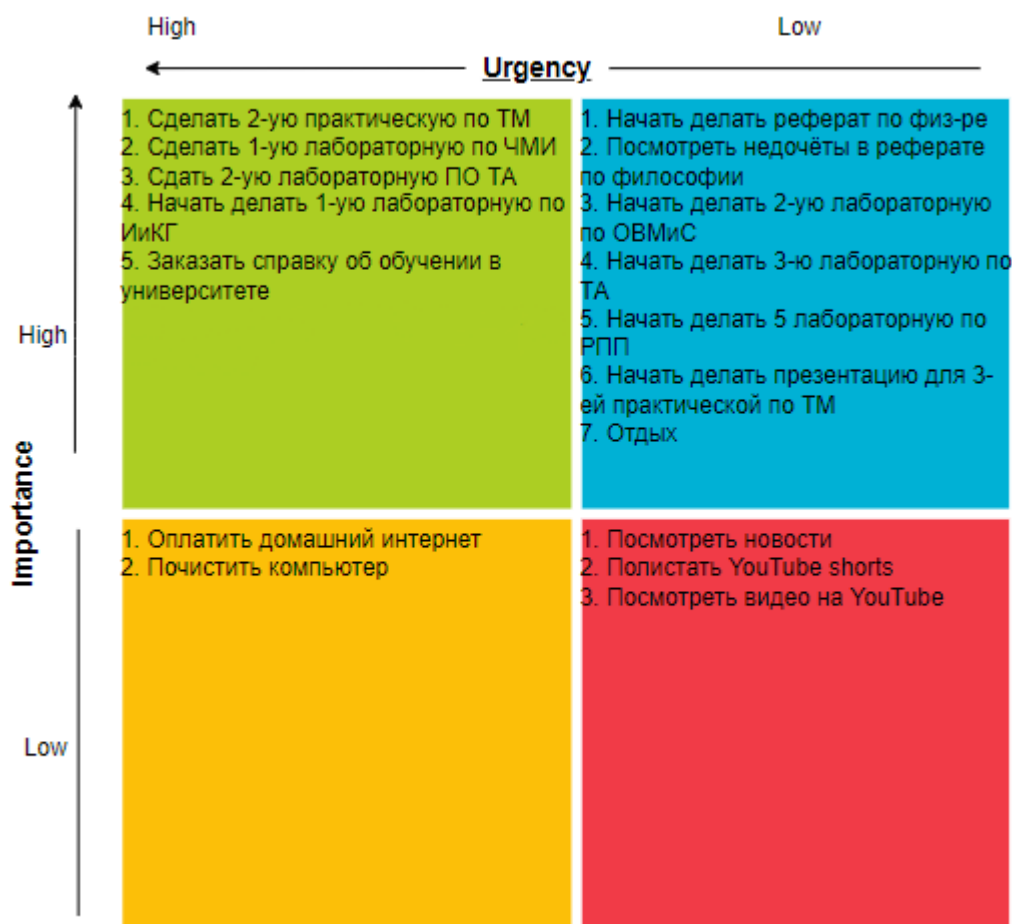 High
Low
Urgency
1. Сделать 2-ую практическую по ТМ
2. Сделать 1-ую лабораторную по ЧМИ
3. Сдать 2-ую лабораторную ПО ТА
4. Начать делать 1-ую лабораторную по
ИиКГ
5. Заказать справку об обучении в
университете
1. Начать делать реферат по физ-ре
2. Посмотреть недочёты в реферате
по философии
3. Начать делать 2-ую лабораторную
по ОВМиС
4. Начать делать 3-ю лабораторную по
ТА
5. Начать делать 5 лабораторную по
РПП
6. Начать делать презентацию для 3-
ей практической по ТМ
7. Отдых
High
Importance
Low
1. Оплатить домашний интернет
2. Почистить компьютер
1. Посмотреть новости
2. Полистать YouTube shorts
3. Посмотреть видео на YouTube